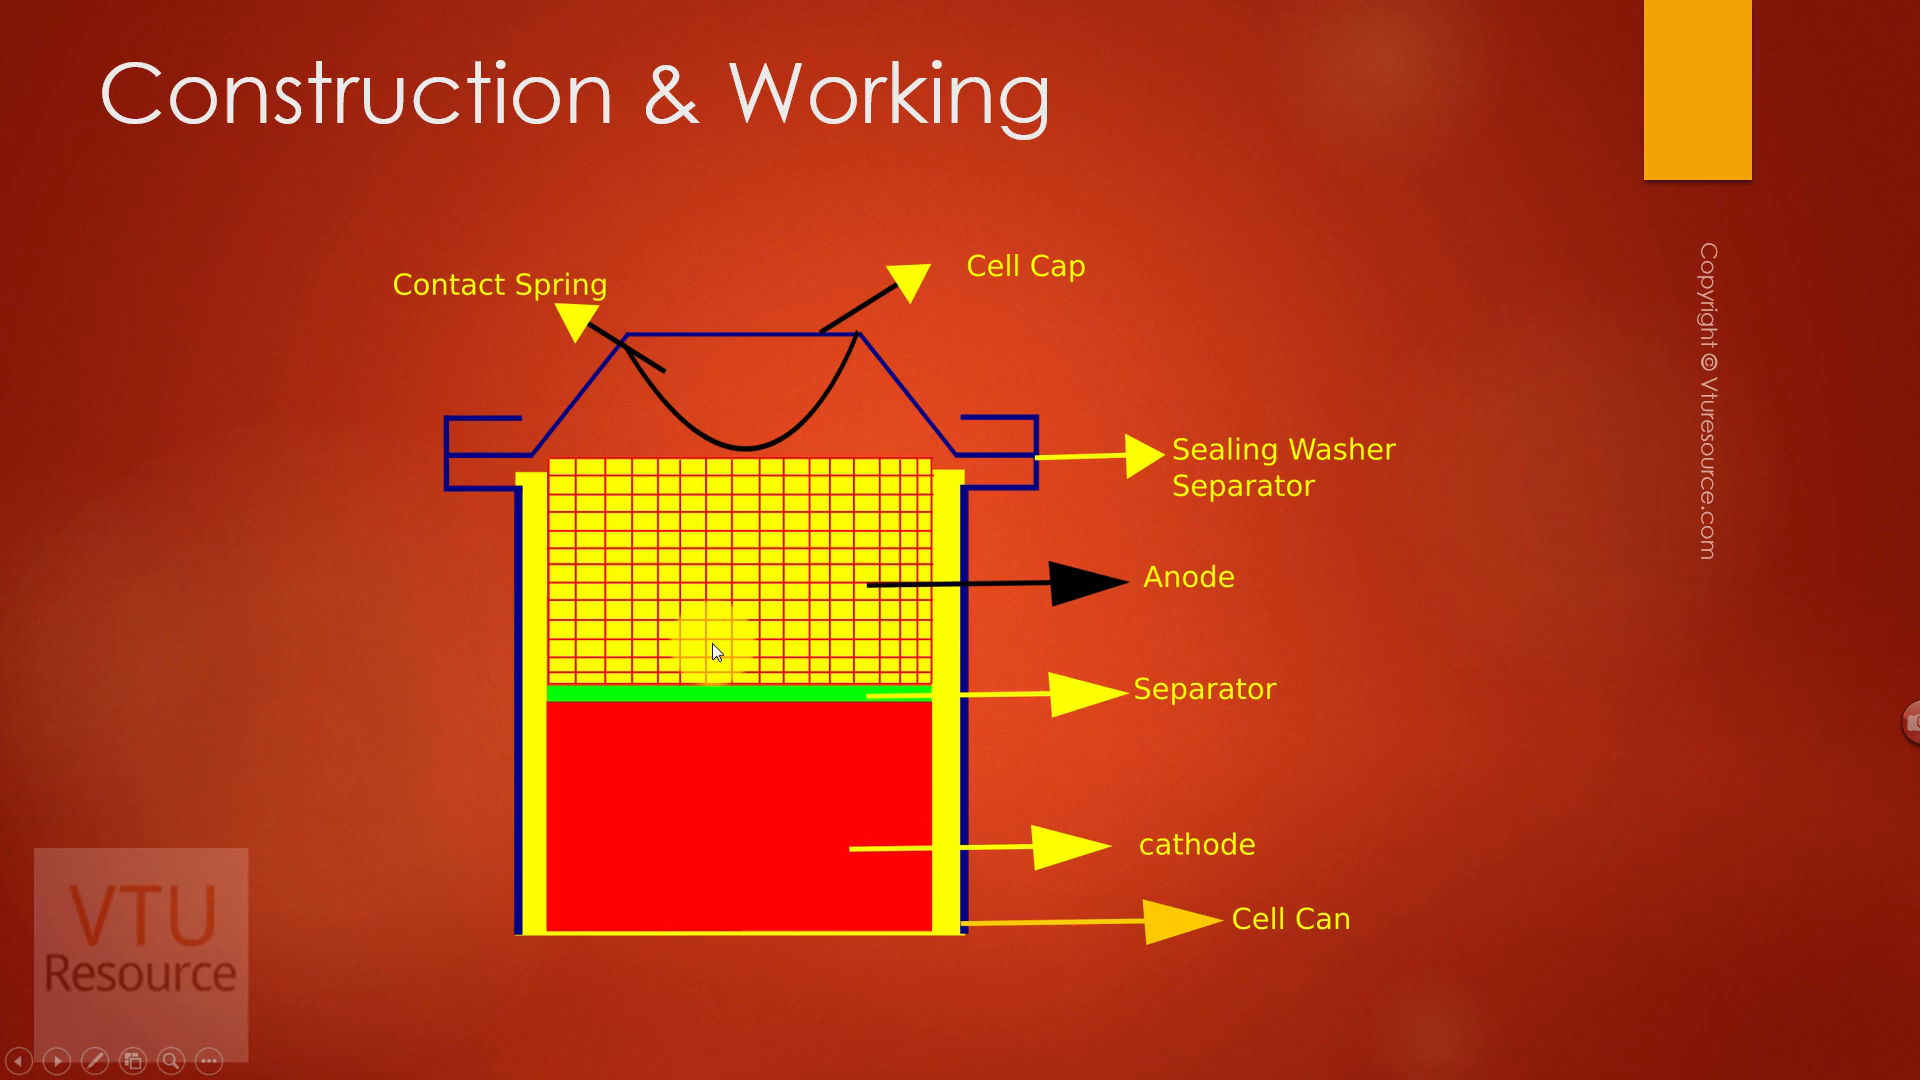 Construction & Working
Contact Spring
Cell Cap
Sealing Washer
Separator
Anode
Separator
cathode
Cell Can
Copyright © Vturesource.com
VTU
Resource